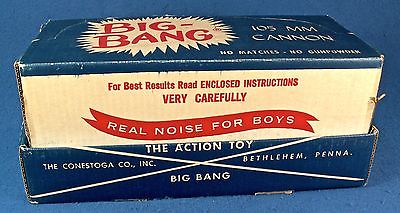 BIG-
BANG
105 MM
CANNON
NO MATCHES - NO GUNPOWDER
For Best Results Road ENCLOSED INSTRUCTIONS
VERY CAREFULLY
REAL NOISE FOR BOYS
THE ACTION TOY
THE CONESTOGA CO., INC.
BETHLEHEM, PENNA.
BIG BANG